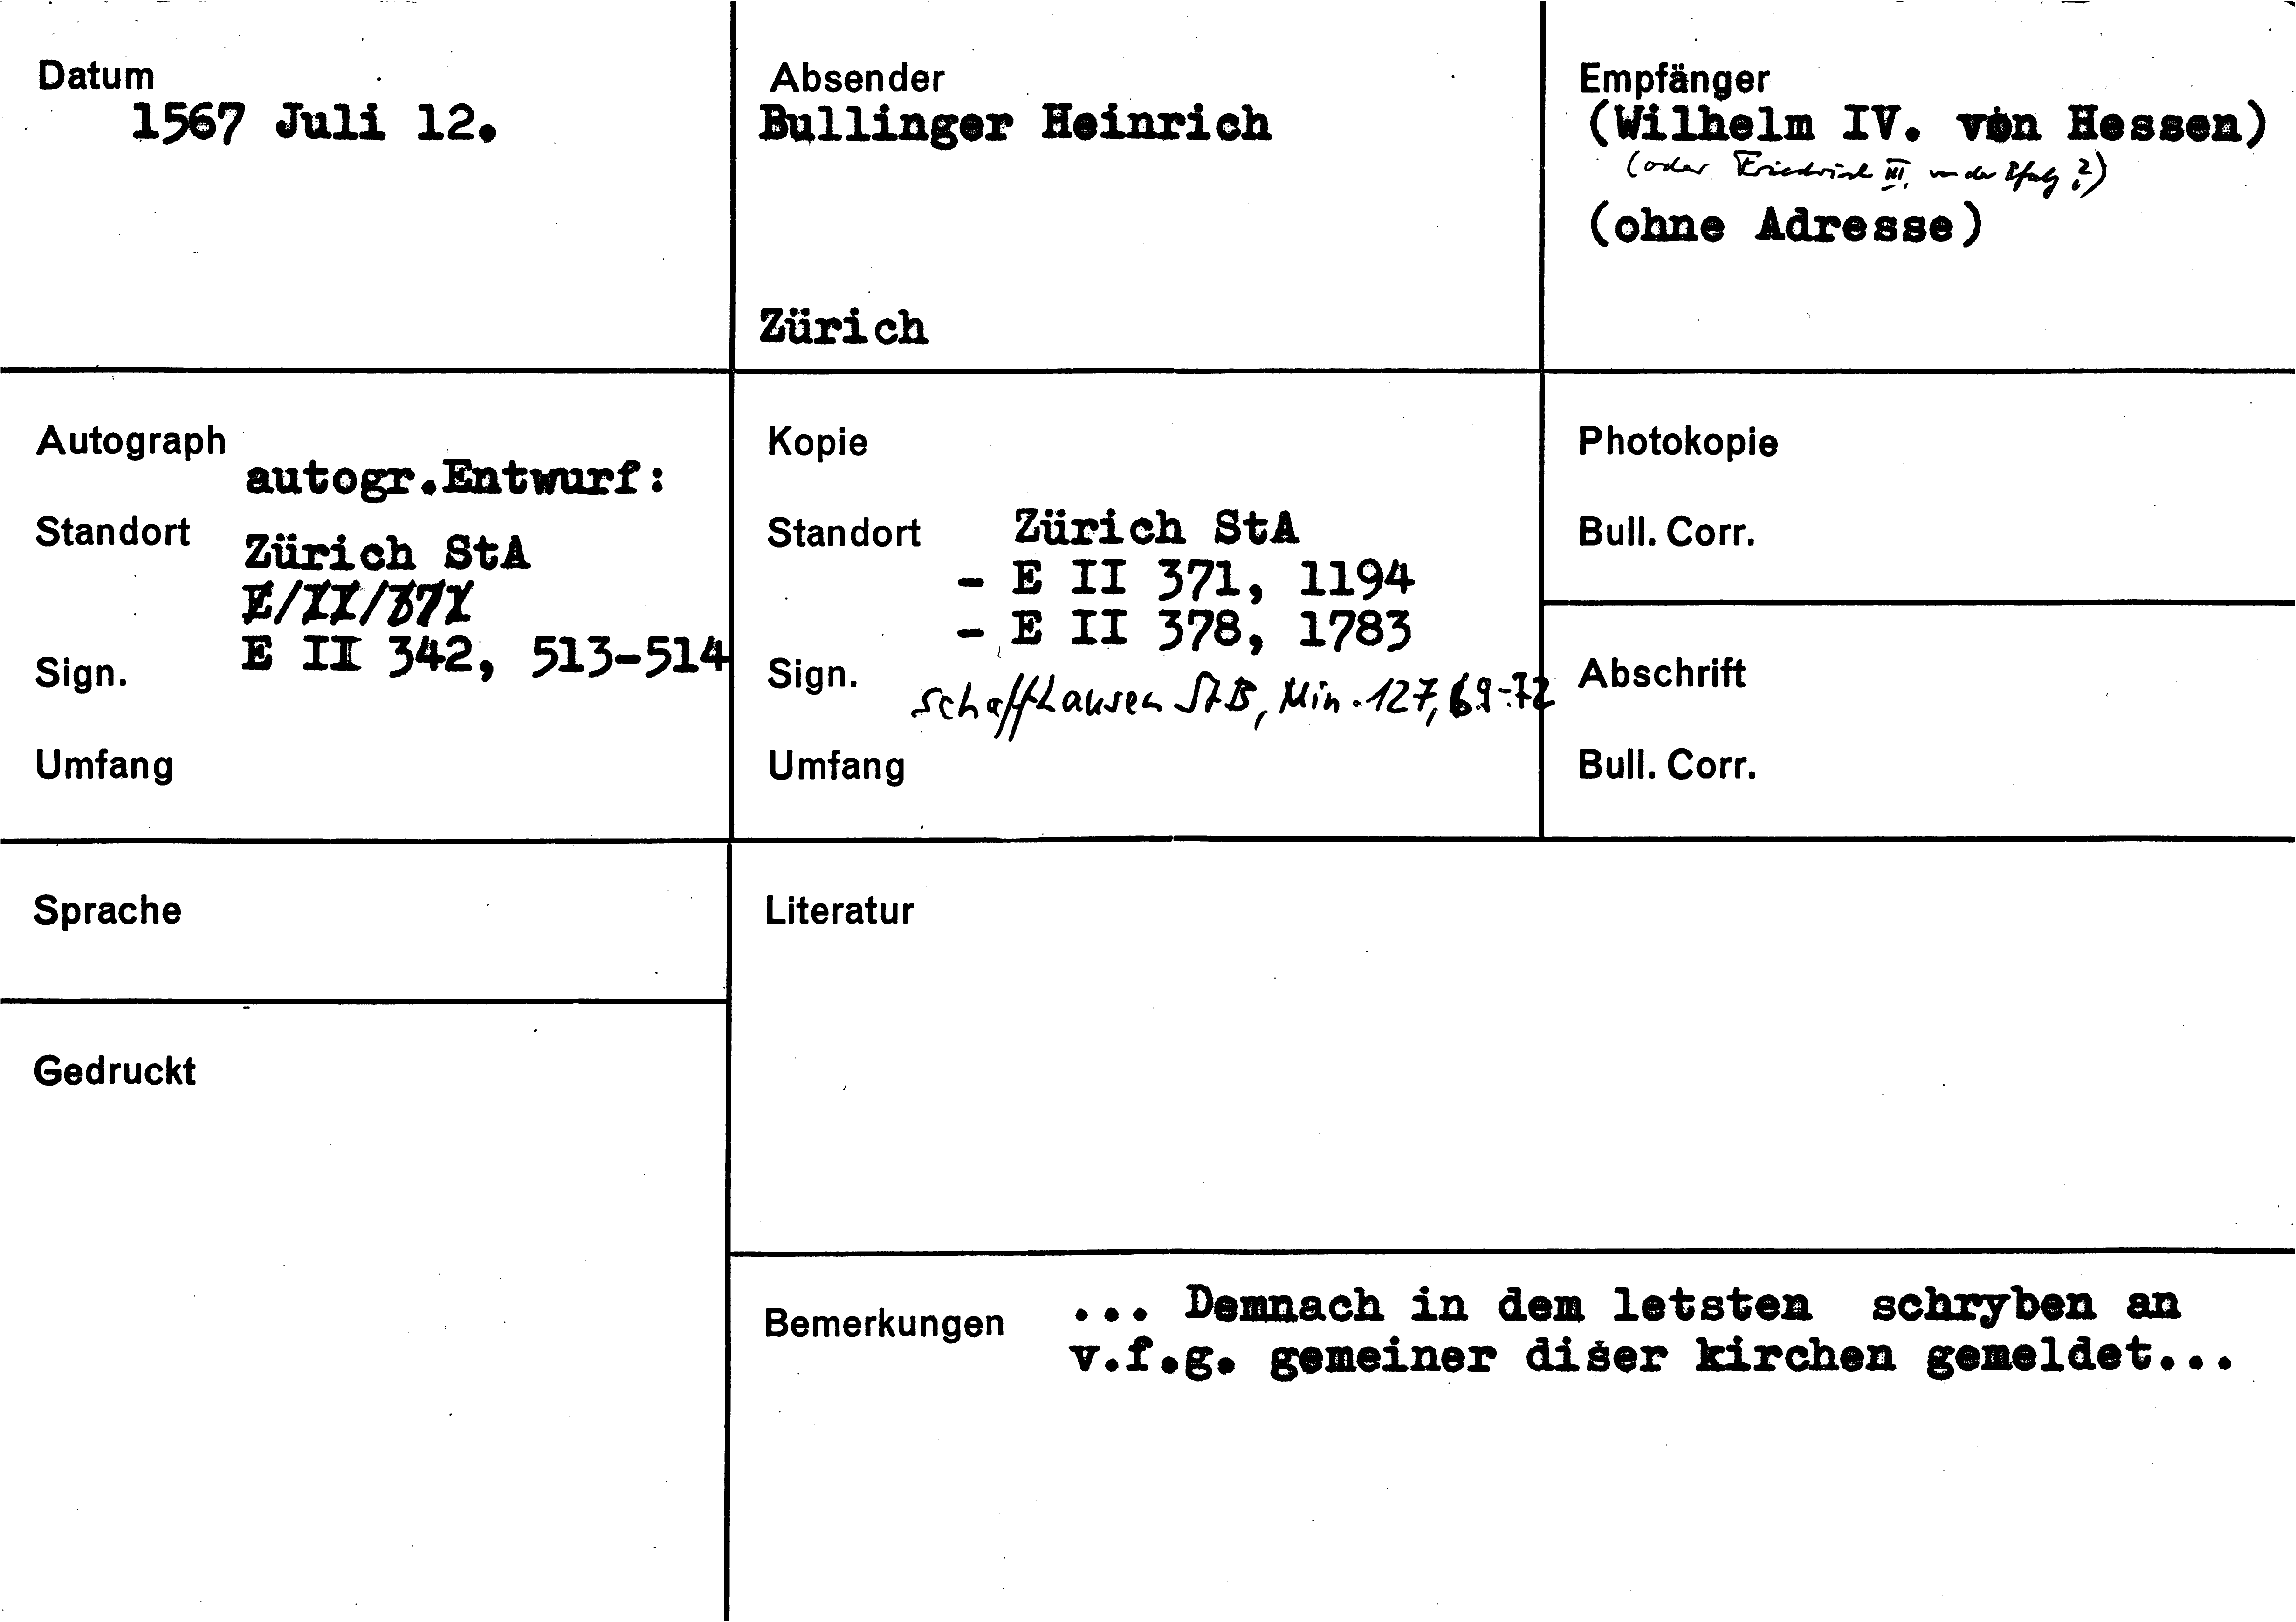 Datum
1567 Juli 12.
Absender
Bullinger Heinrich
Zürich
Empfänger
(Wilhelm IV. von Hessen)
(oder Friedrich III. von der Pfalz?)
(ohne Adresse)
Autograph
autogr.Entwurf:
Standort
Zürich StA
E/II/371
E II 342, 513-514
Sign.
Umfang
Kopie
Standort
Zürich StA
- E II 371, 1194
- E II 378, 1783
Sign.
Schaffhausen StB, Min. 127, 69-72
Umfang
Photokopie
Bull. Corr.
Abschrift
Bull. Corr.
Sprache
Literatur
Gedruckt
Bemerkungen
... Demnach in dem letsten schryben an
v.f.g. gemeiner diser kirchen gemeldet...